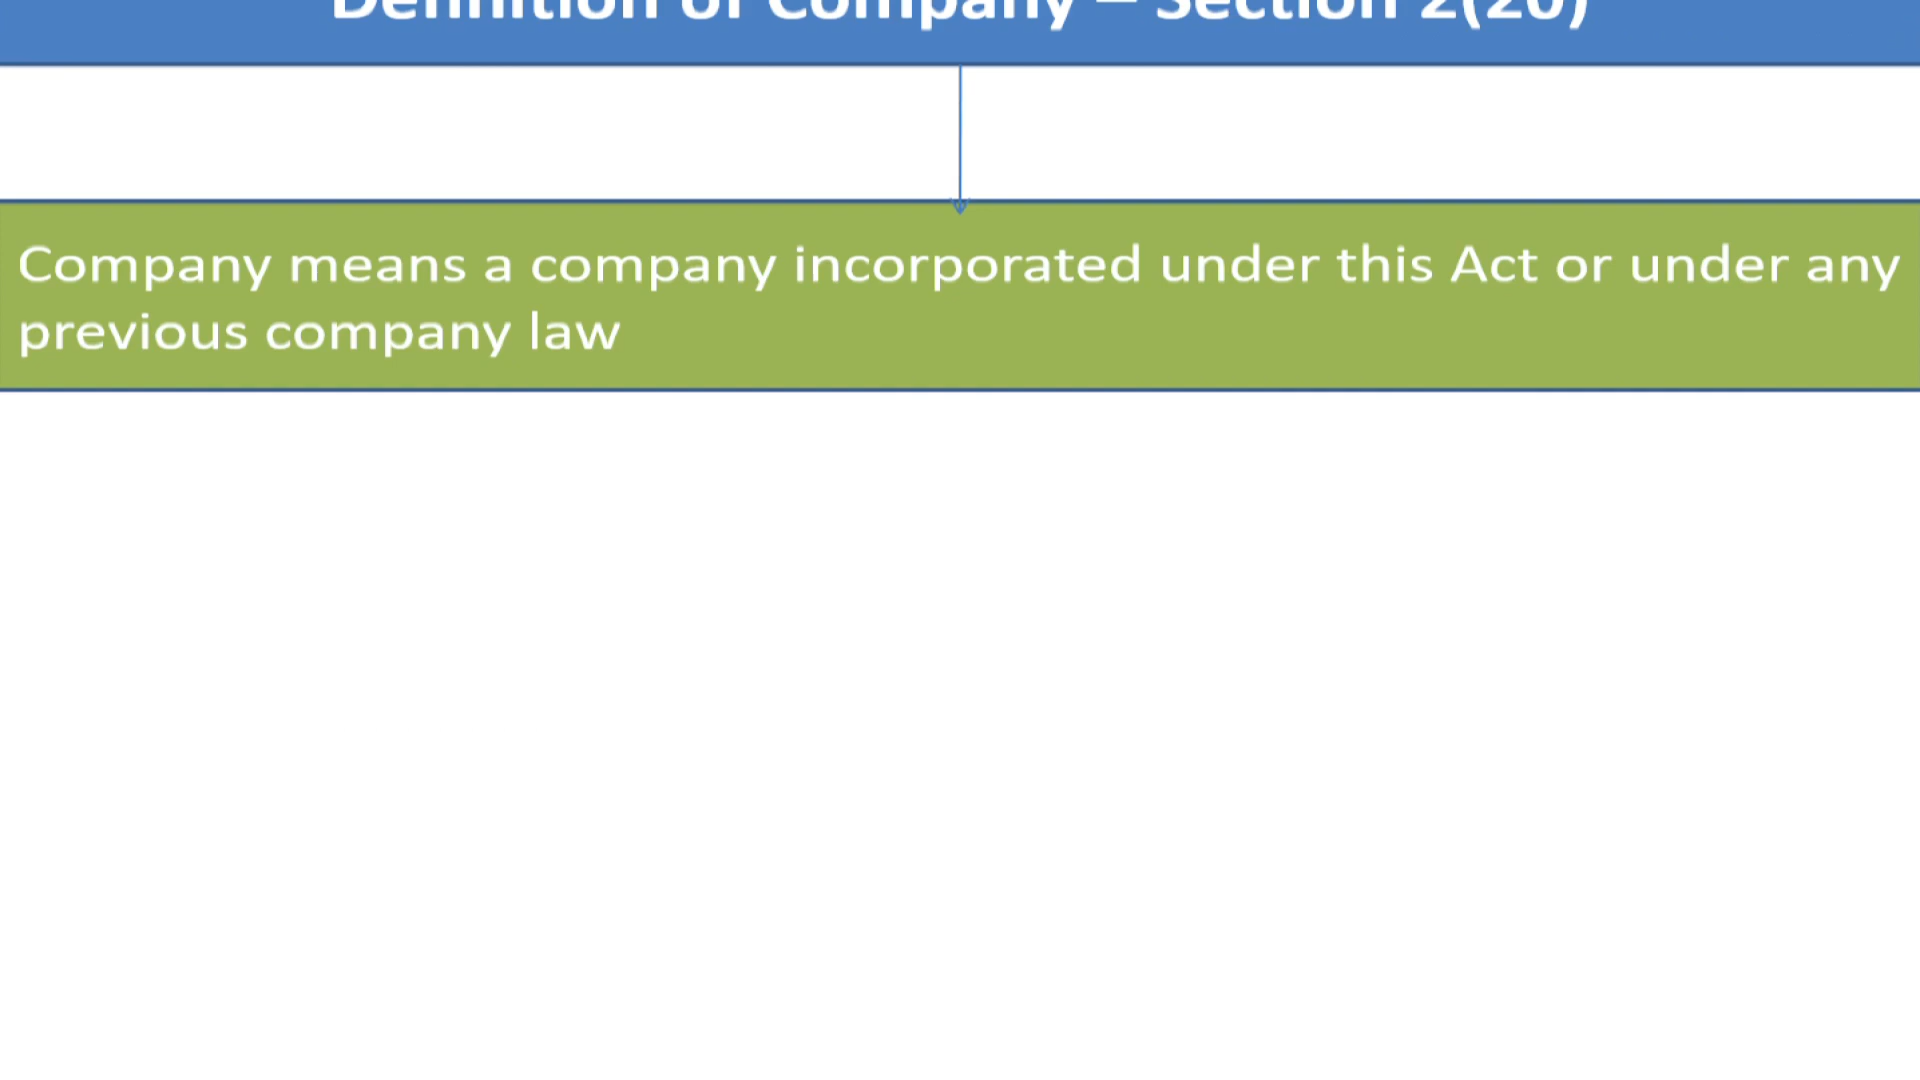 Definition of Company – Section 2(20)
Company means a company incorporated under this Act or under any
previous company law